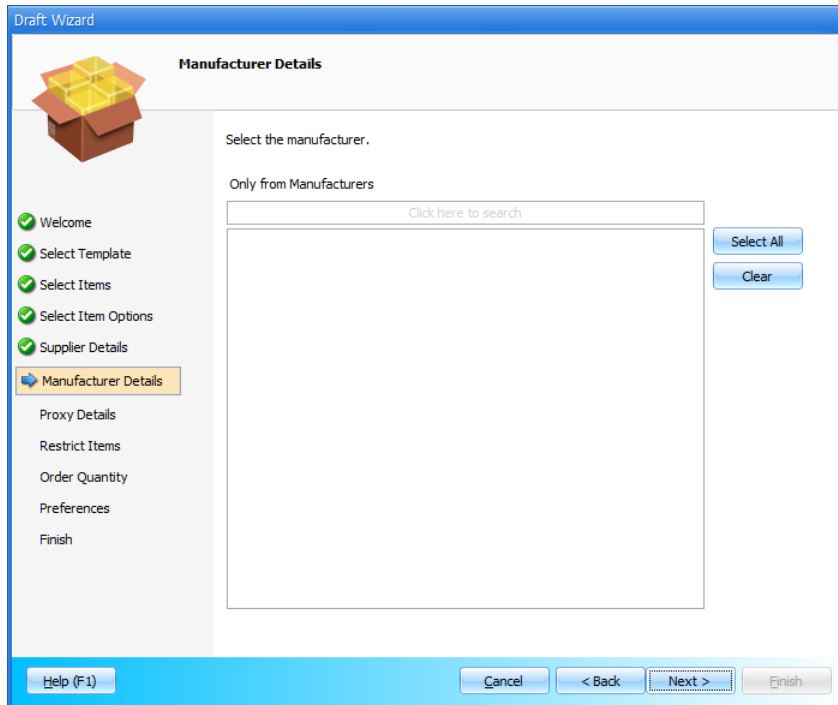 Draft Wizard
Manufacturer Details
Select the manufacturer.
Only from Manufacturers
Click here to search
Select All
Clear
Welcome
Select Template
Select Items
Select Item Options
Supplier Details
Manufacturer Details
Proxy Details
Restrict Items
Order Quantity
Preferences
Finish
Help (F1)
Cancel
< Back
Next >
Finish